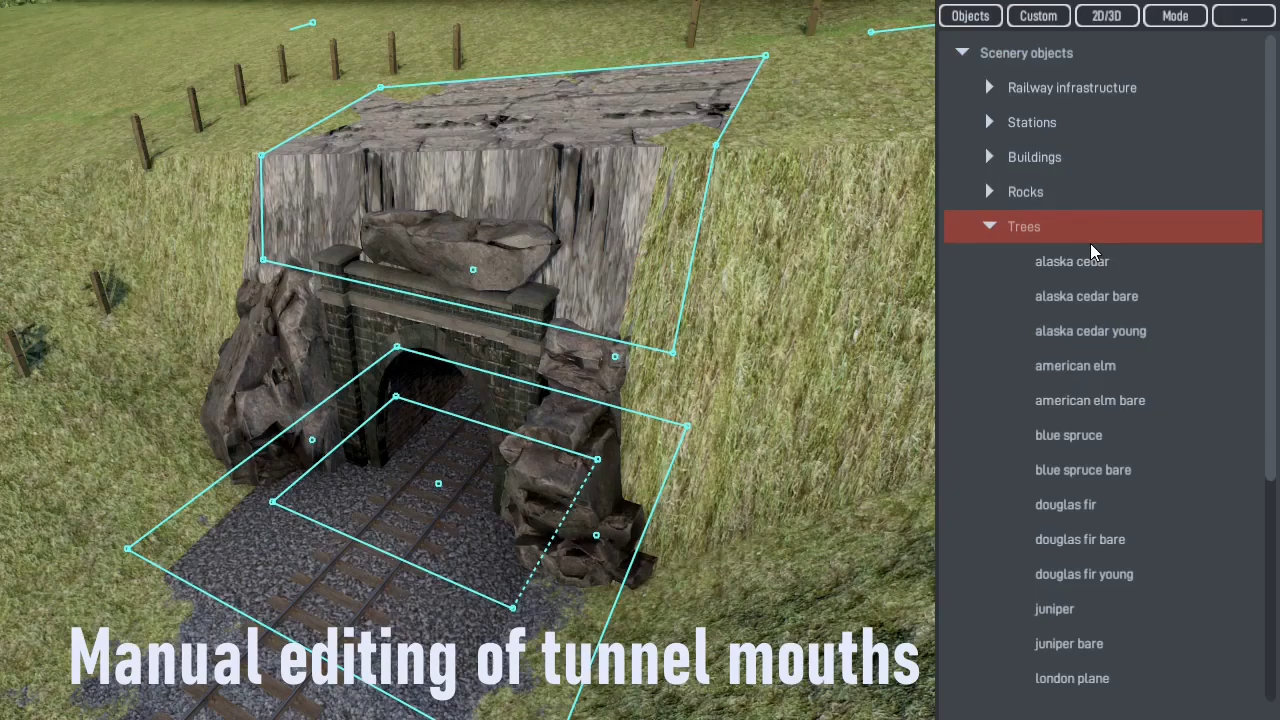 Objects
Custom
2D/3D
Mode
...
Scenery objects
Railway infrastructure
Stations
Buildings
Rocks
Trees
alaska cedar
alaska cedar bare
alaska cedar young
american elm
american elm bare
blue spruce
blue spruce bare
douglas fir
douglas fir bare
douglas fir young
juniper
juniper bare
london plane
Manual editing of tunnel mouths